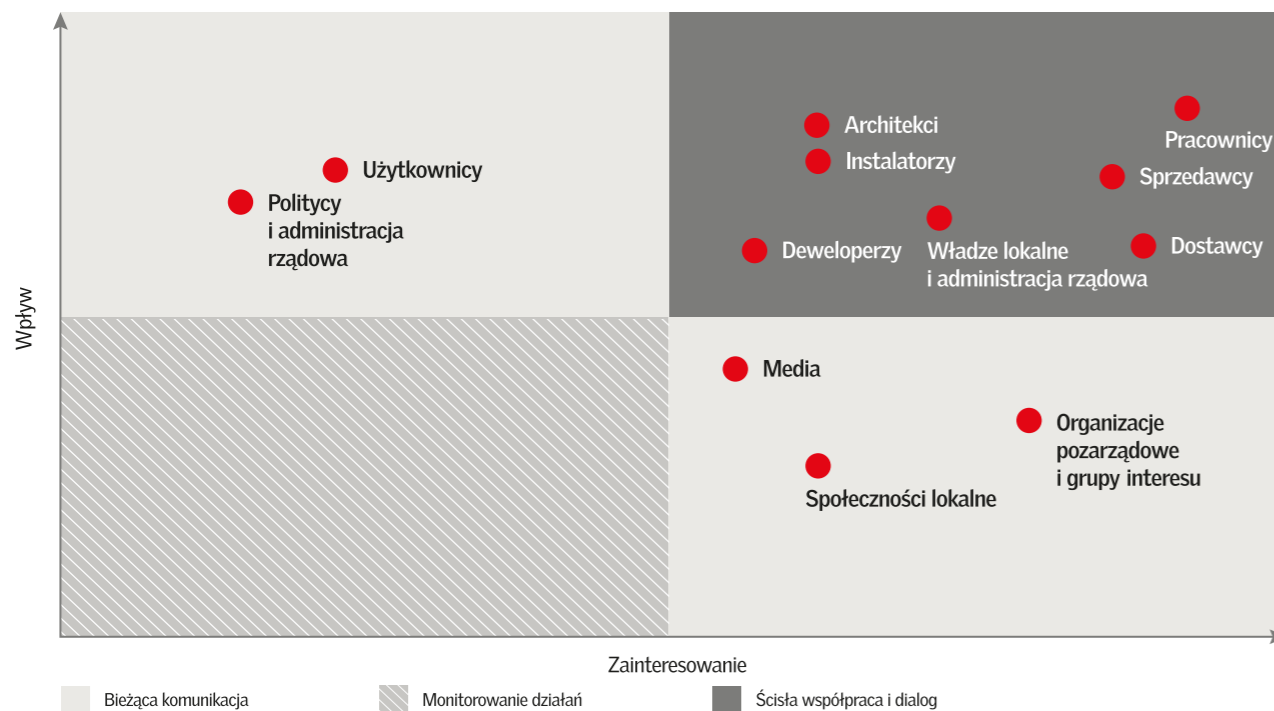 Wpływ
Architekci
Pracownicy
Instalatorzy
Użytkownicy
Sprzedawcy
Polityc​y
i administracja
rządowa
Deweloperzy
Władze lokalne
i administracja rządowa
Dostawcy
Media
Organizacje
pozarządowe
i grupy interesu
Społeczności lokalne
Zainteresowanie
Bieżąca komunikacja
Monitorowanie działań
Ścisła współpraca i dialog